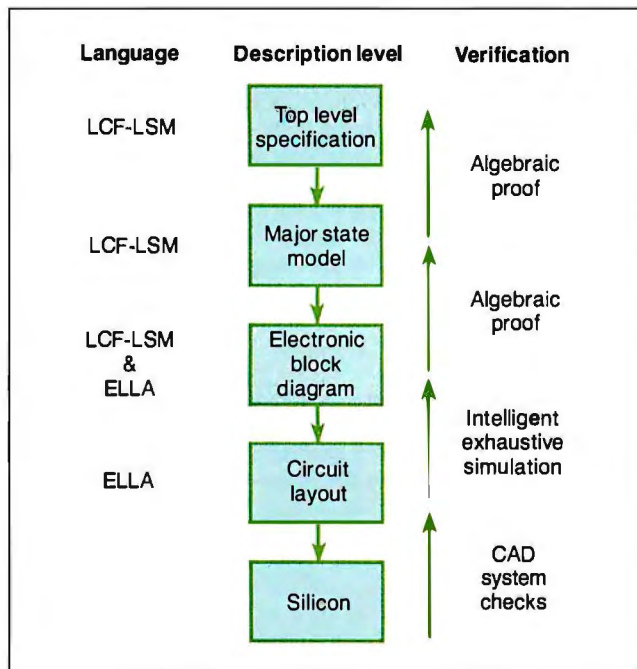 Language Description level Verification
LCF-LSM
Top level
specification
Algebraic
proof
LCF-LSM
Major state
model
Algebraic
proof
LCF-LSM
&
ELLA
Electronic
block
diagram
Intelligent
exhaustive
simulation
ELLA
Circuit
layout
CAD
system
checks
Silicon